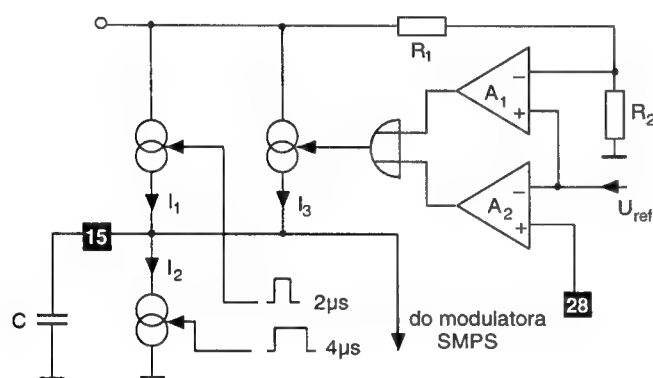 R1
A1
R2
I1
I3
Uref
A2
15
I2
2µs
28
C
4µs
do modulatora
SMPS